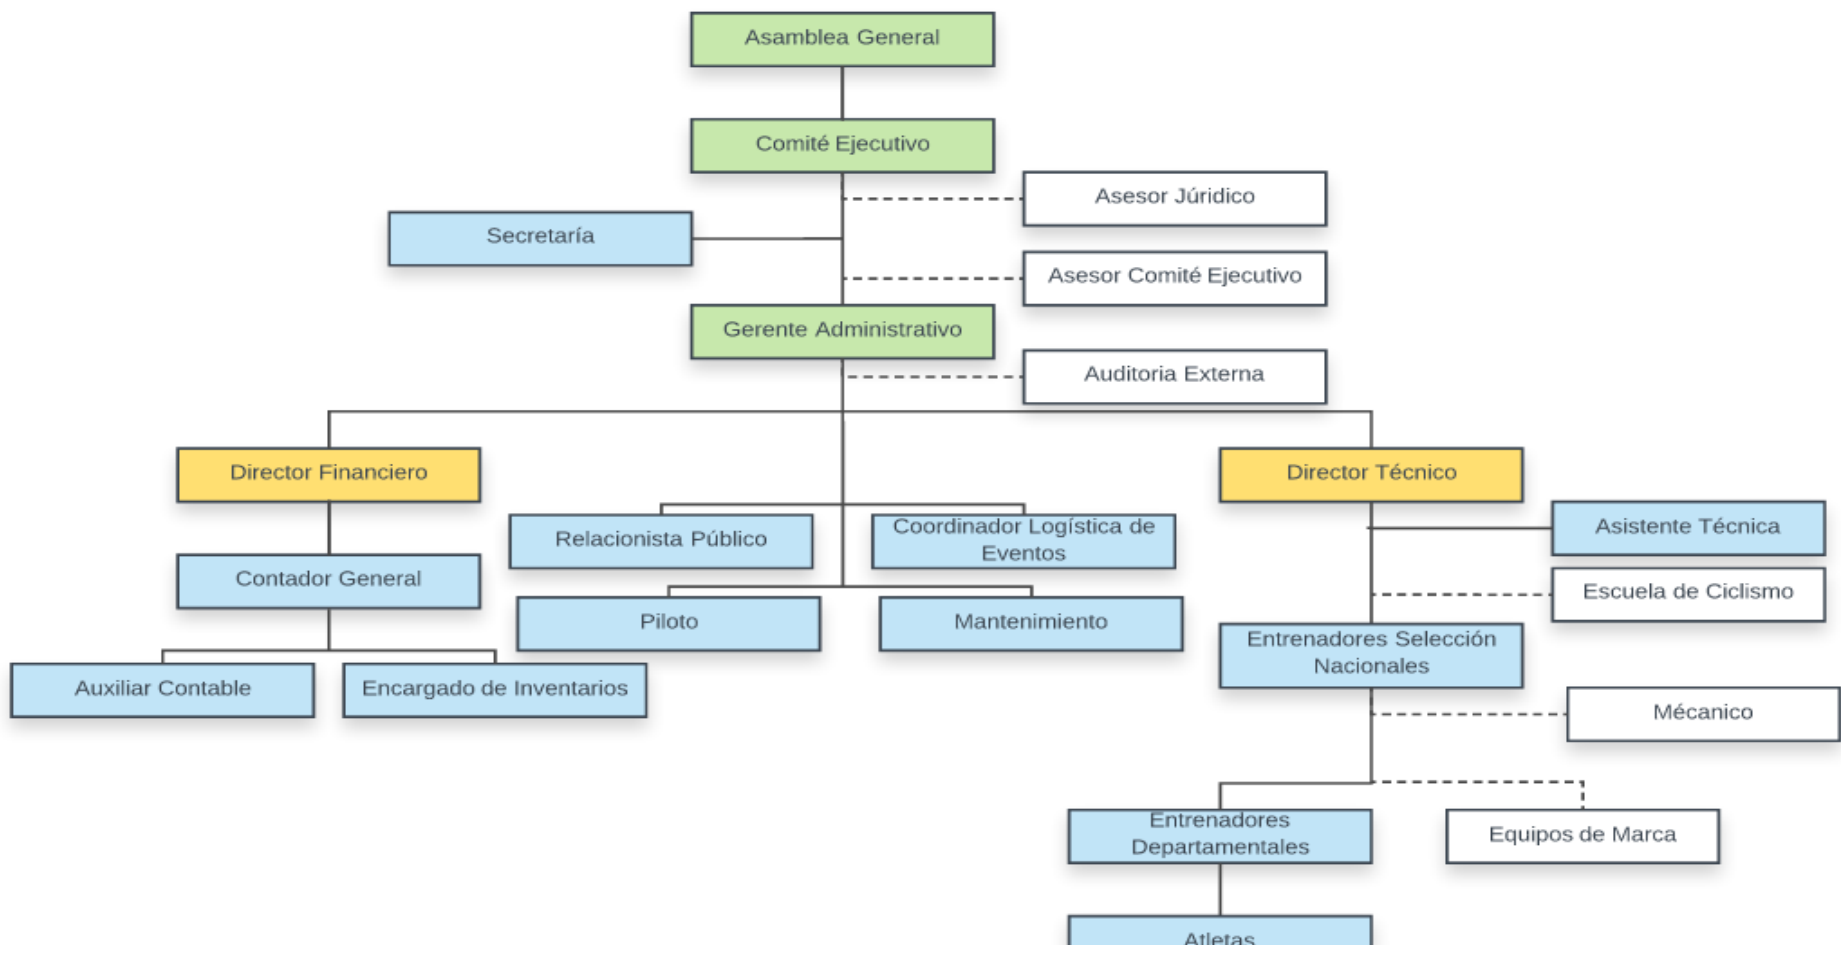 Asamblea General
Comité Ejecutivo
Asesor Júridico
Secretaría
Asesor Comité Ejecutivo
Gerente Administrativo
Auditoria Externa
Director Financiero
Director Técnico
Relacionista Público
Coordinador Logística de
Eventos
Asistente Técnica
Contador General
Escuela de Ciclismo
Piloto
Mantenimiento
Entrenadores Selección
Nacionales
Auxiliar Contable
Encargado de Inventarios
Mécanico
Entrenadores
Departamentales
Equipos de Marca
Atletas